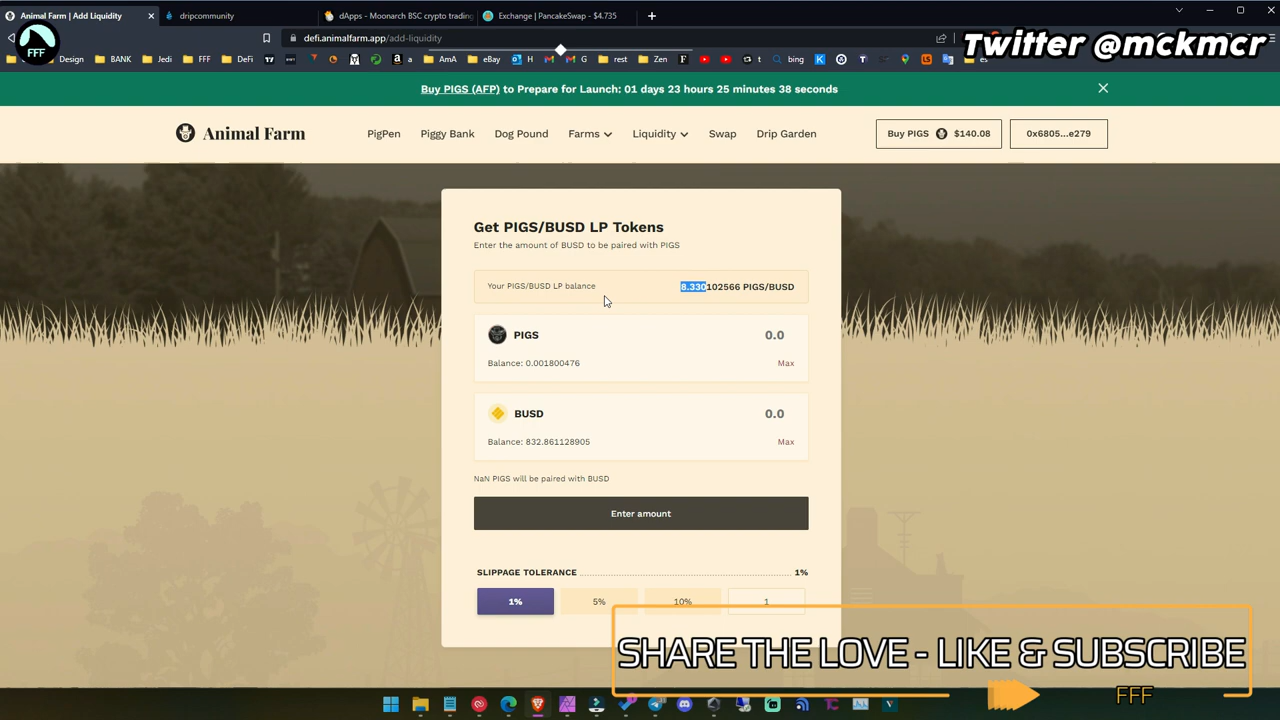 Animal Farm | Add Liquidity
dripcommunity
dApps - Moonarch BSC crypto trading
Exchange | PancakeSwap - $4.735
FFF
defi.animalfarm.app/add-liquidity
Twitter @mckmcr
Design
BANK
Jedi
FFF
DeFi
a
AmA
eBay
H
G
rest
Zen
t
bing
Buy PIGS (AFP) to Prepare for Launch: 01 days 23 hours 25 minutes 38 seconds
Animal Farm
PigPen
Piggy Bank
Dog Pound
Farms
Liquidity
Swap
Drip Garden
Buy PIGS $140.08
0x6805...e279
Get PIGS/BUSD LP Tokens
Enter the amount of BUSD to be paired with PIGS
Your PIGS/BUSD LP balance 8.330102566 PIGS/BUSD
PIGS 0.0
Balance: 0.001800476 Max
BUSD 0.0
Balance: 832.861128905 Max
NaN PIGS will be paired with BUSD
Enter amount
SLIPPAGE TOLERANCE 1%
1% 5% 10% 1
SHARE THE LOVE - LIKE & SUBSCRIBE
FFF